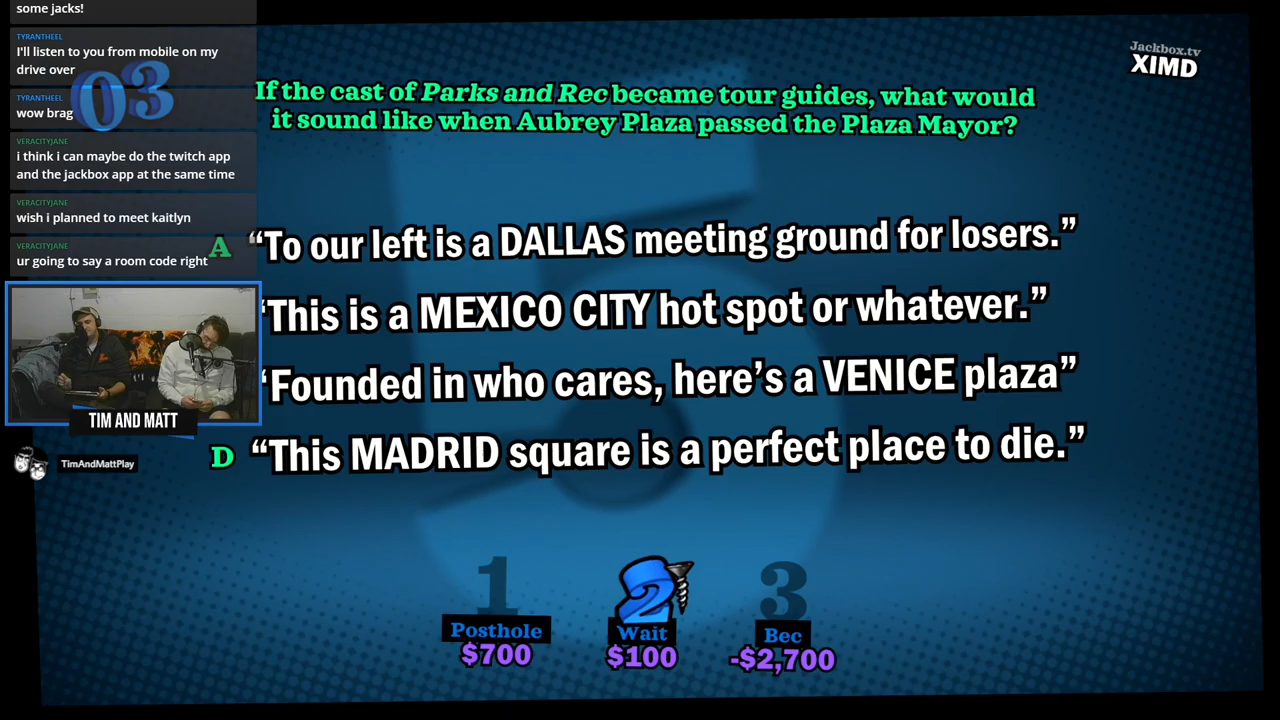 some jacks!
TYRANTHEEL
I'll listen to you from mobile on my
drive over
TYRANTHEEL
wow brag
VERACITYJANE
i think i can maybe do the twitch app
and the jackbox app at the same time
VERACITYJANE
wish i planned to meet kaitlyn
VERACITYJANE
ur going to say a room code right
03
Jackbox.tv
XIMD
If the cast of Parks and Rec became tour guides, what would
it sound like when Aubrey Plaza passed the Plaza Mayor?
A “To our left is a DALLAS meeting ground for losers.”
“This is a MEXICO CITY hot spot or whatever.”
“Founded in who cares, here’s a VENICE plaza”
D “This MADRID square is a perfect place to die.”
TIM AND MATT
TimAndMattPlay
5
1
Posthole
$700
2
Wait
$100
3
Bec
-$2,700